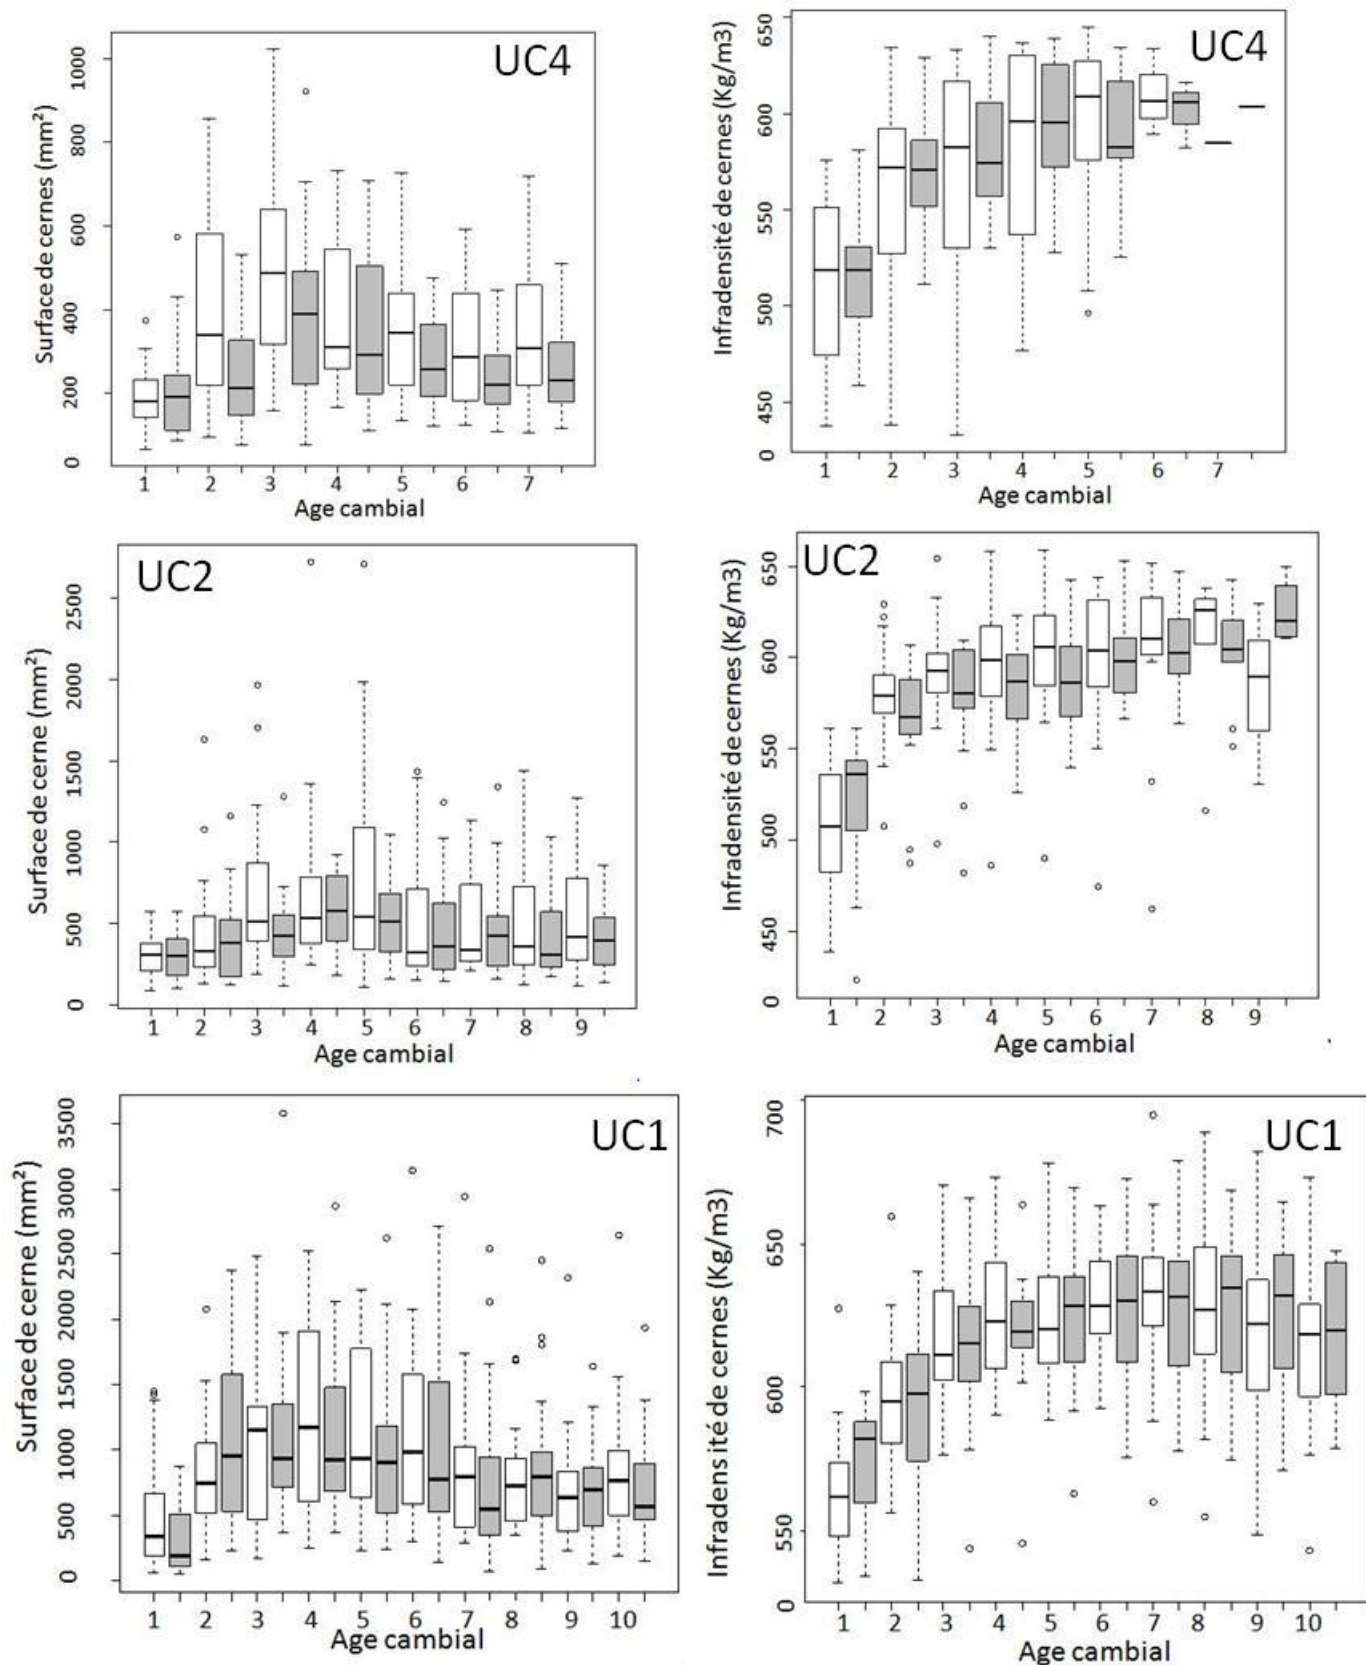 UC4
Surface de cernes (mm²)
1000
800
600
400
200
0
1 2 3 4 5 6 7
Age cambial
UC4
Infradensité de cernes (Kg/m3)
650
600
550
500
450
0
1 2 3 4 5 6 7
Age cambial
UC2
Surface de cerne (mm²)
2500
2000
1500
1000
500
0
1 2 3 4 5 6 7 8 9
Age cambial
UC2
Infradensité de cernes (Kg/m3)
650
600
550
500
450
0
1 2 3 4 5 6 7 8 9
Age cambial
UC1
Surface de cerne (mm²)
3500
3000
2500
2000
1500
1000
500
0
1 2 3 4 5 6 7 8 9 10
Age cambial
UC1
Infradensité de cernes (Kg/m3)
700
650
600
550
0
1 2 3 4 5 6 7 8 9 10
Age cambial